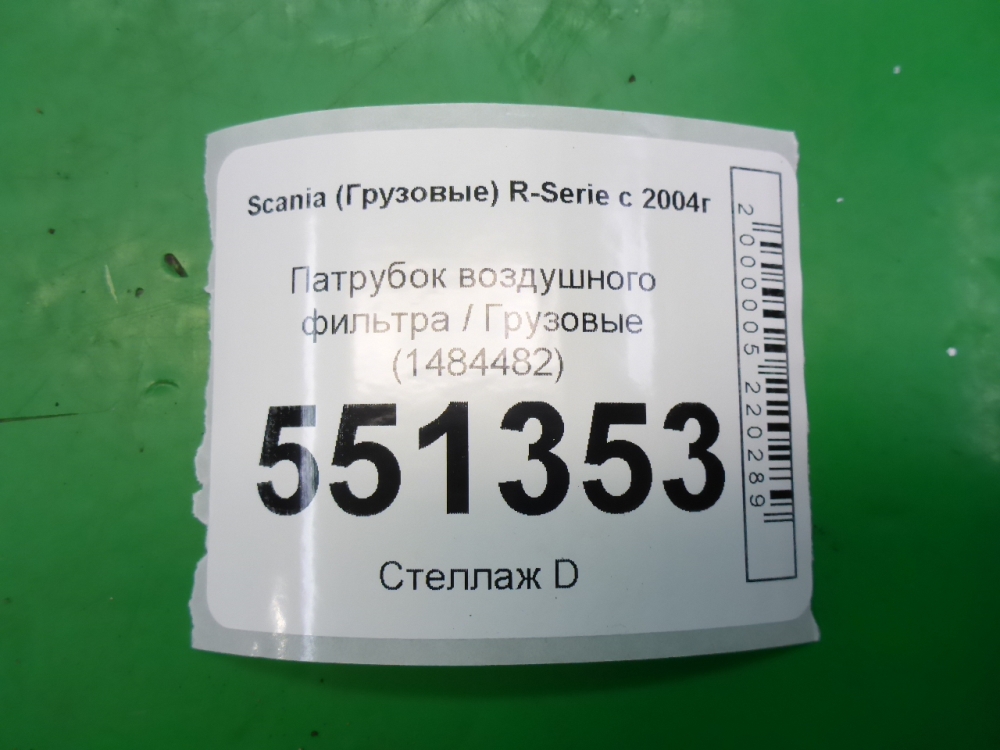 Scania (Грузовые) R-Serie с 2004г
Патрубок воздушного
фильтра / Грузовые
(1484482)
551353
Стеллаж D
2000005220289